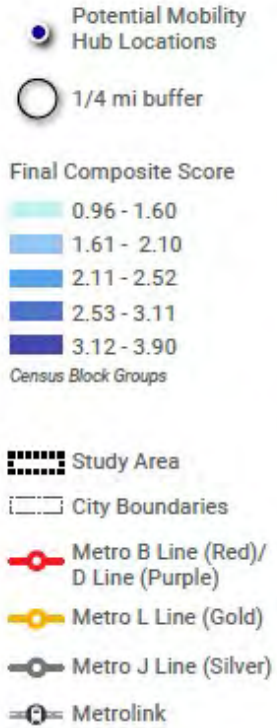 Potential Mobility
Hub Locations
1/4 mi buffer
Final Composite Score
0.96 - 1.60
1.61 - 2.10
2.11 - 2.52
2.53 - 3.11
3.12 - 3.90
Census Block Groups
Study Area
City Boundaries
Metro B Line (Red)/
D Line (Purple)
Metro L Line (Gold)
Metro J Line (Silver)
Metrolink